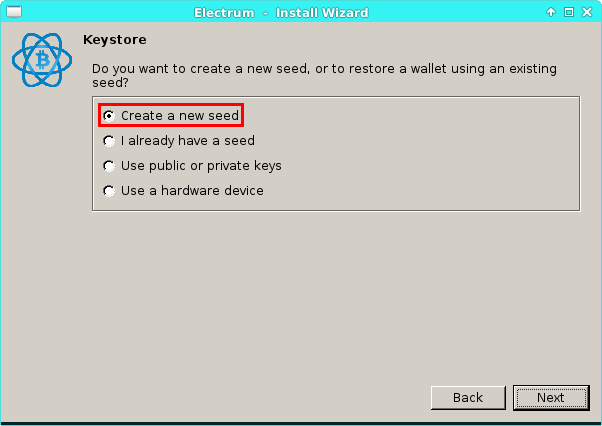 Electrum - Install Wizard
Keystore
Do you want to create a new seed, or to restore a wallet using an existing
seed?
Create a new seed
I already have a seed
Use public or private keys
Use a hardware device
Back Next